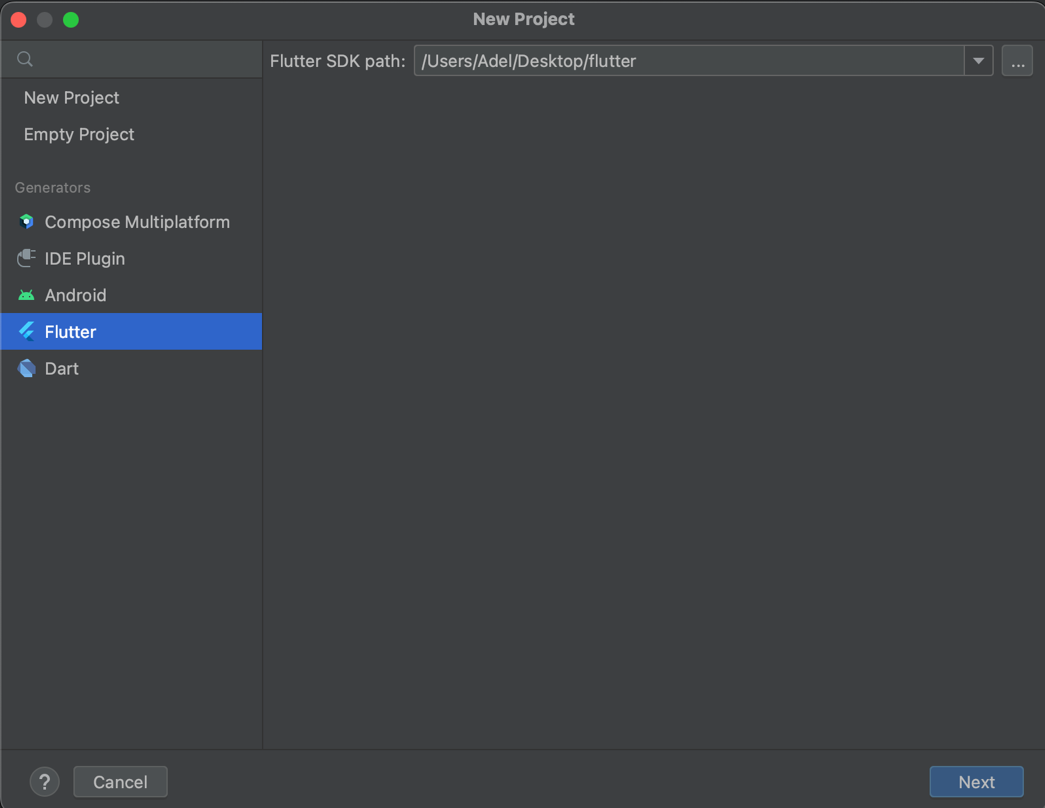 New Project
Flutter SDK path: /Users/Adel/Desktop/flutter ...
New Project
Empty Project
Generators
Compose Multiplatform
IDE Plugin
Android
Flutter
Dart
? Cancel Next